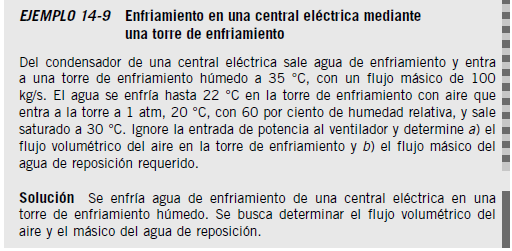 EJEMPLO 14-9 Enfriamiento en una central eléctrica mediante
una torre de enfriamiento
Del condensador de una central eléctrica sale agua de enfriamiento y entra
a una torre de enfriamiento húmedo a 35 °C, con un flujo másico de 100
kg/s. El agua se enfría hasta 22 °C en la torre de enfriamiento con aire que
entra a la torre a 1 atm, 20 °C, con 60 por ciento de humedad relativa, y sale
saturado a 30 °C. Ignore la entrada de potencia al ventilador y determine a) el
flujo volumétrico del aire en la torre de enfriamiento y b) el flujo másico del
agua de reposición requerido.
Solución Se enfría agua de enfriamiento de una central eléctrica en una
torre de enfriamiento húmedo. Se busca determinar el flujo volumétrico del
aire y el másico del agua de reposición.